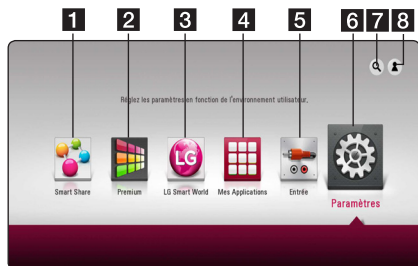 1 2 3 4 5 6 7 8
Réglez les paramètres en fonction de l'environnement utilisateur.
LG
Smart Share Premium LG Smart World Mes Applications Entrée Paramètres